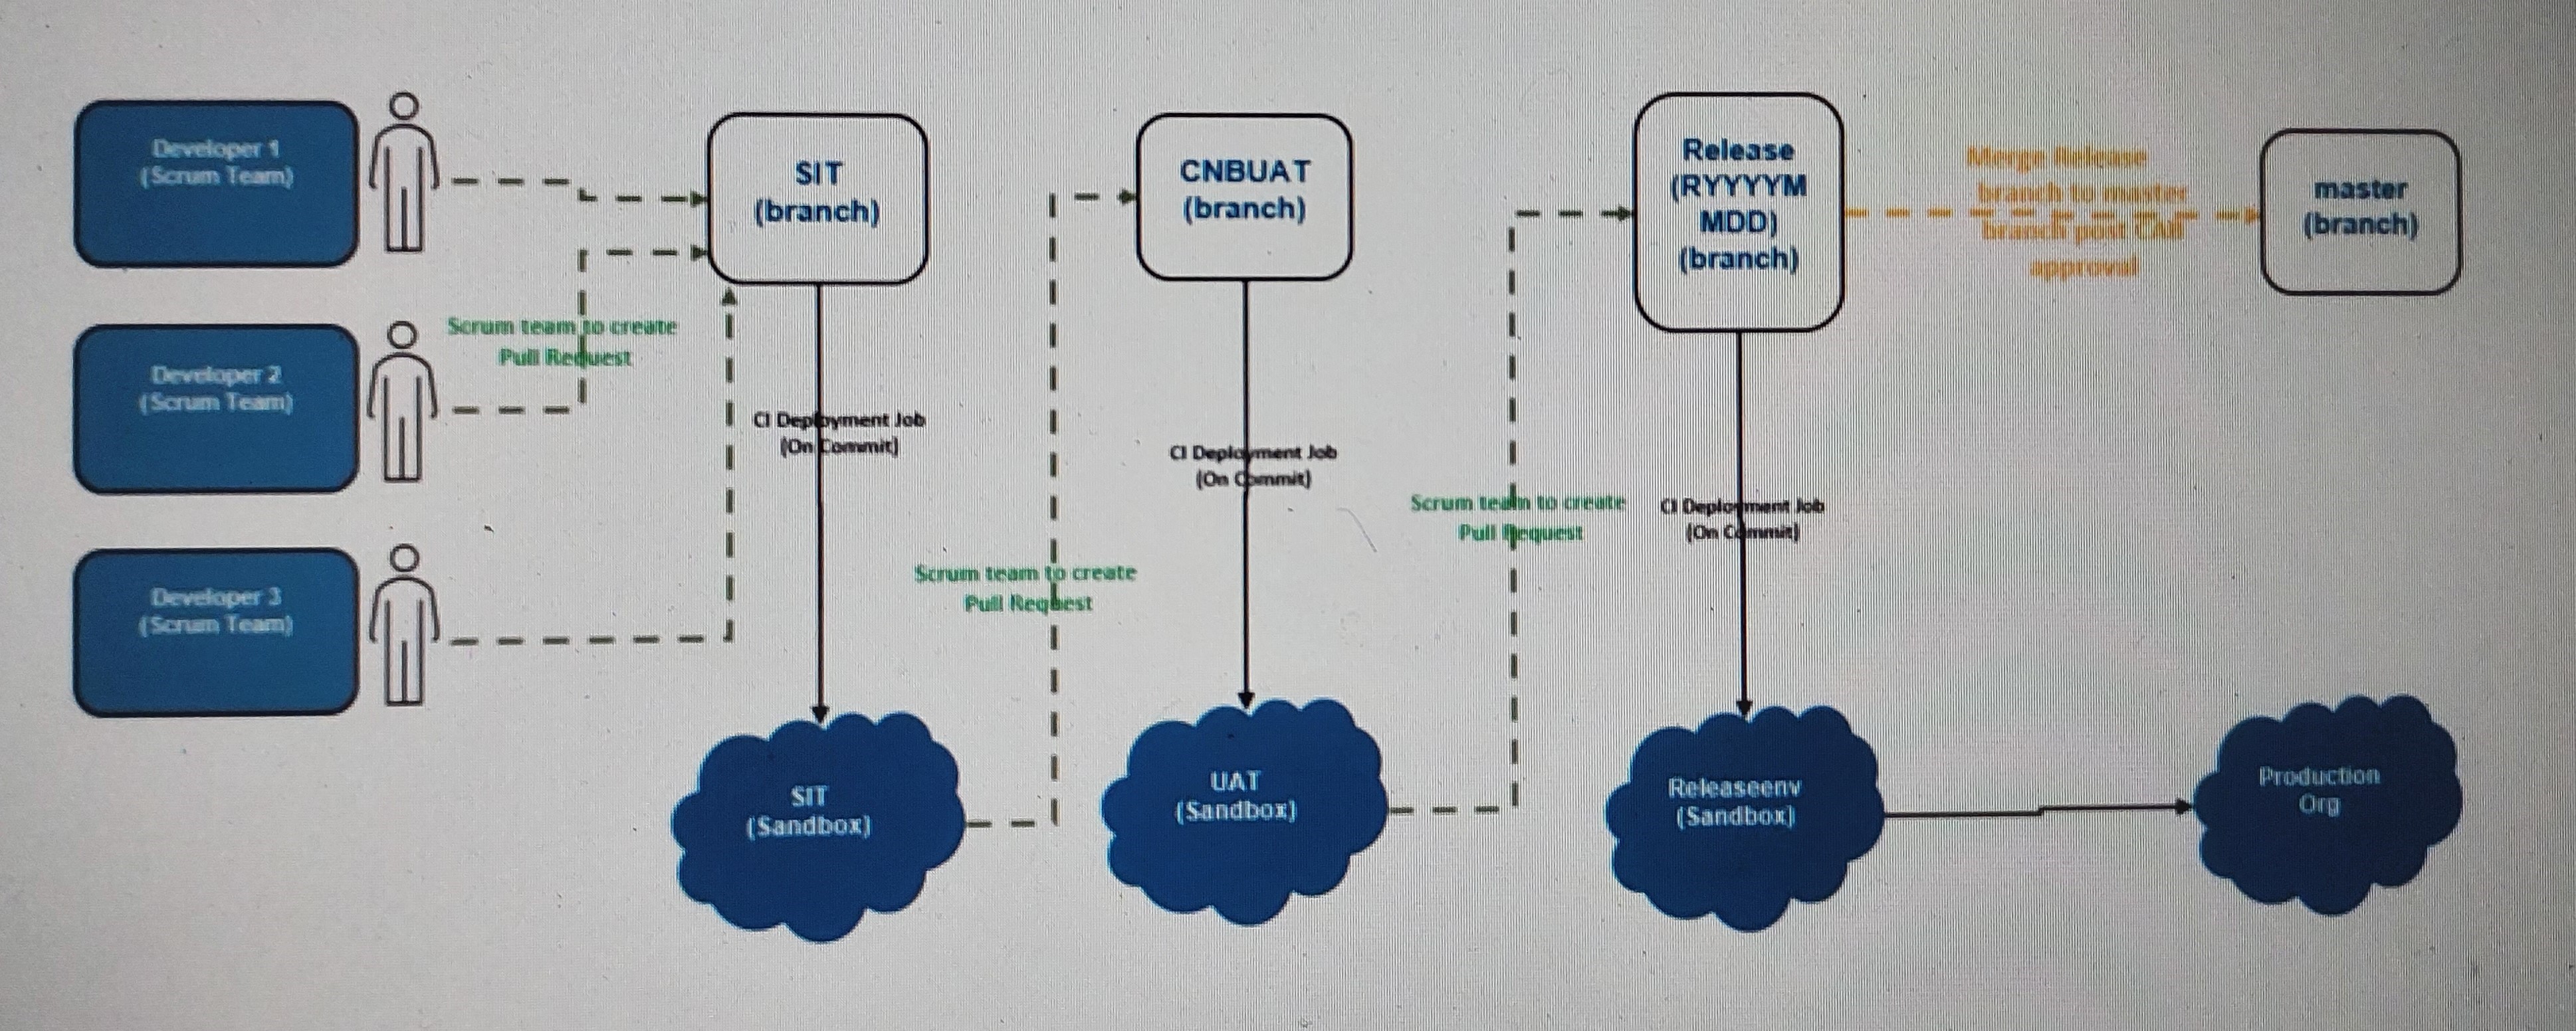 Developer 1
(Scrum Team)
SIT
(branch)
CNBUAT
(branch)
Release
(RYYYYM
MDD)
(branch)
Merge Release
branch to master
branch post
approval
master
(branch)
Scrum team to create
Pull Request
Developer 2
(Scrum Team)
CI Deployment Job
(On Commit)
CI Deployment Job
(On Commit)
Scrum team to create
Pull Request
CI Deployment Job
(On Commit)
Scrum team to create
Pull Request
Developer 3
(Scrum Team)
SIT
(Sandbox)
UAT
(Sandbox)
Releaseenv
(Sandbox)
Production
Org